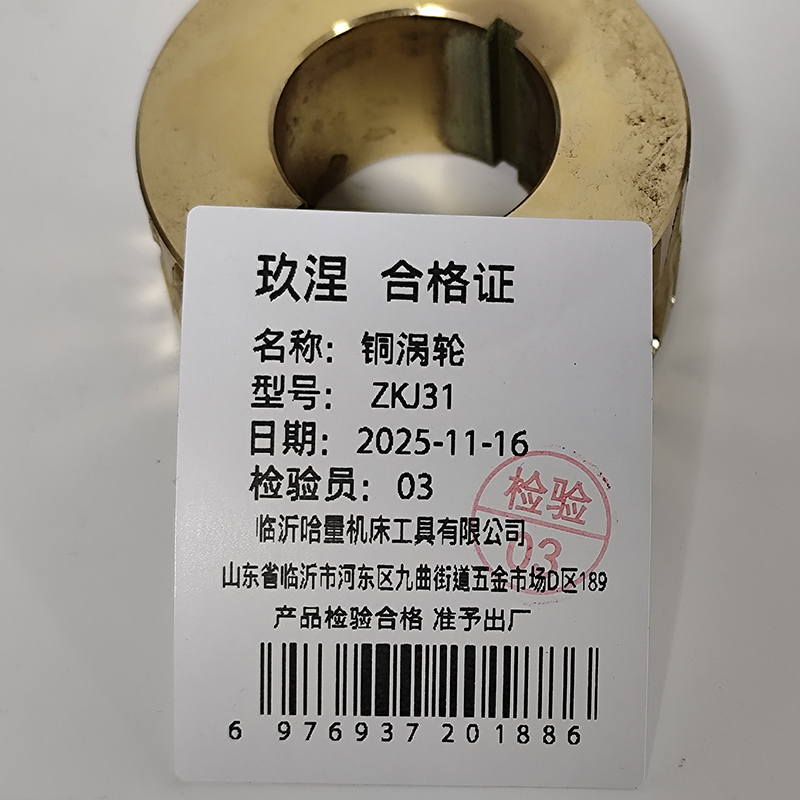 玖涅 合格证
名称：铜涡轮
型号：ZKJ31
日期：2025-11-16
检验员：03
检验
03
临沂哈量机床工具有限公司
山东省临沂市河东区九曲街道五金市场D区189
产品检验合格 准予出厂
6 976937 201886